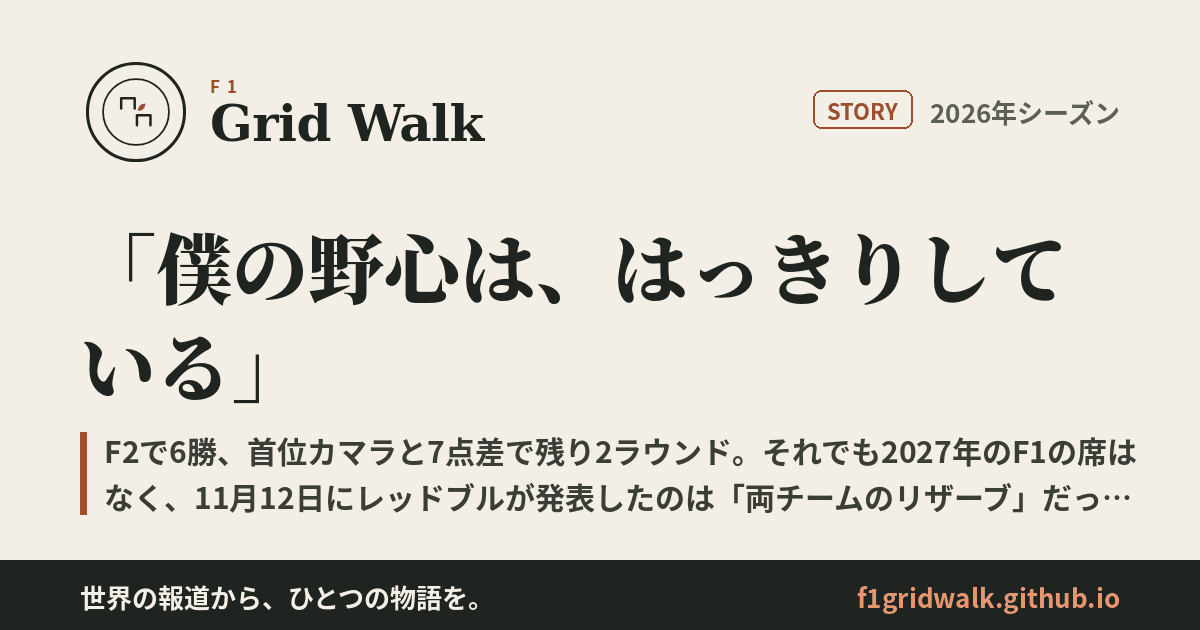 F1
Grid Walk
STORY
2026年シーズン
「僕の野心は、はっきりして
いる」
F2で6勝、首位カマラと7点差で残り2ラウンド。それでも2027年のF1の席は
なく、11月12日にレッドブルが発表したのは「両チームのリザーブ」だっ…
世界の報道から、ひとつの物語を。
f1gridwalk.github.io